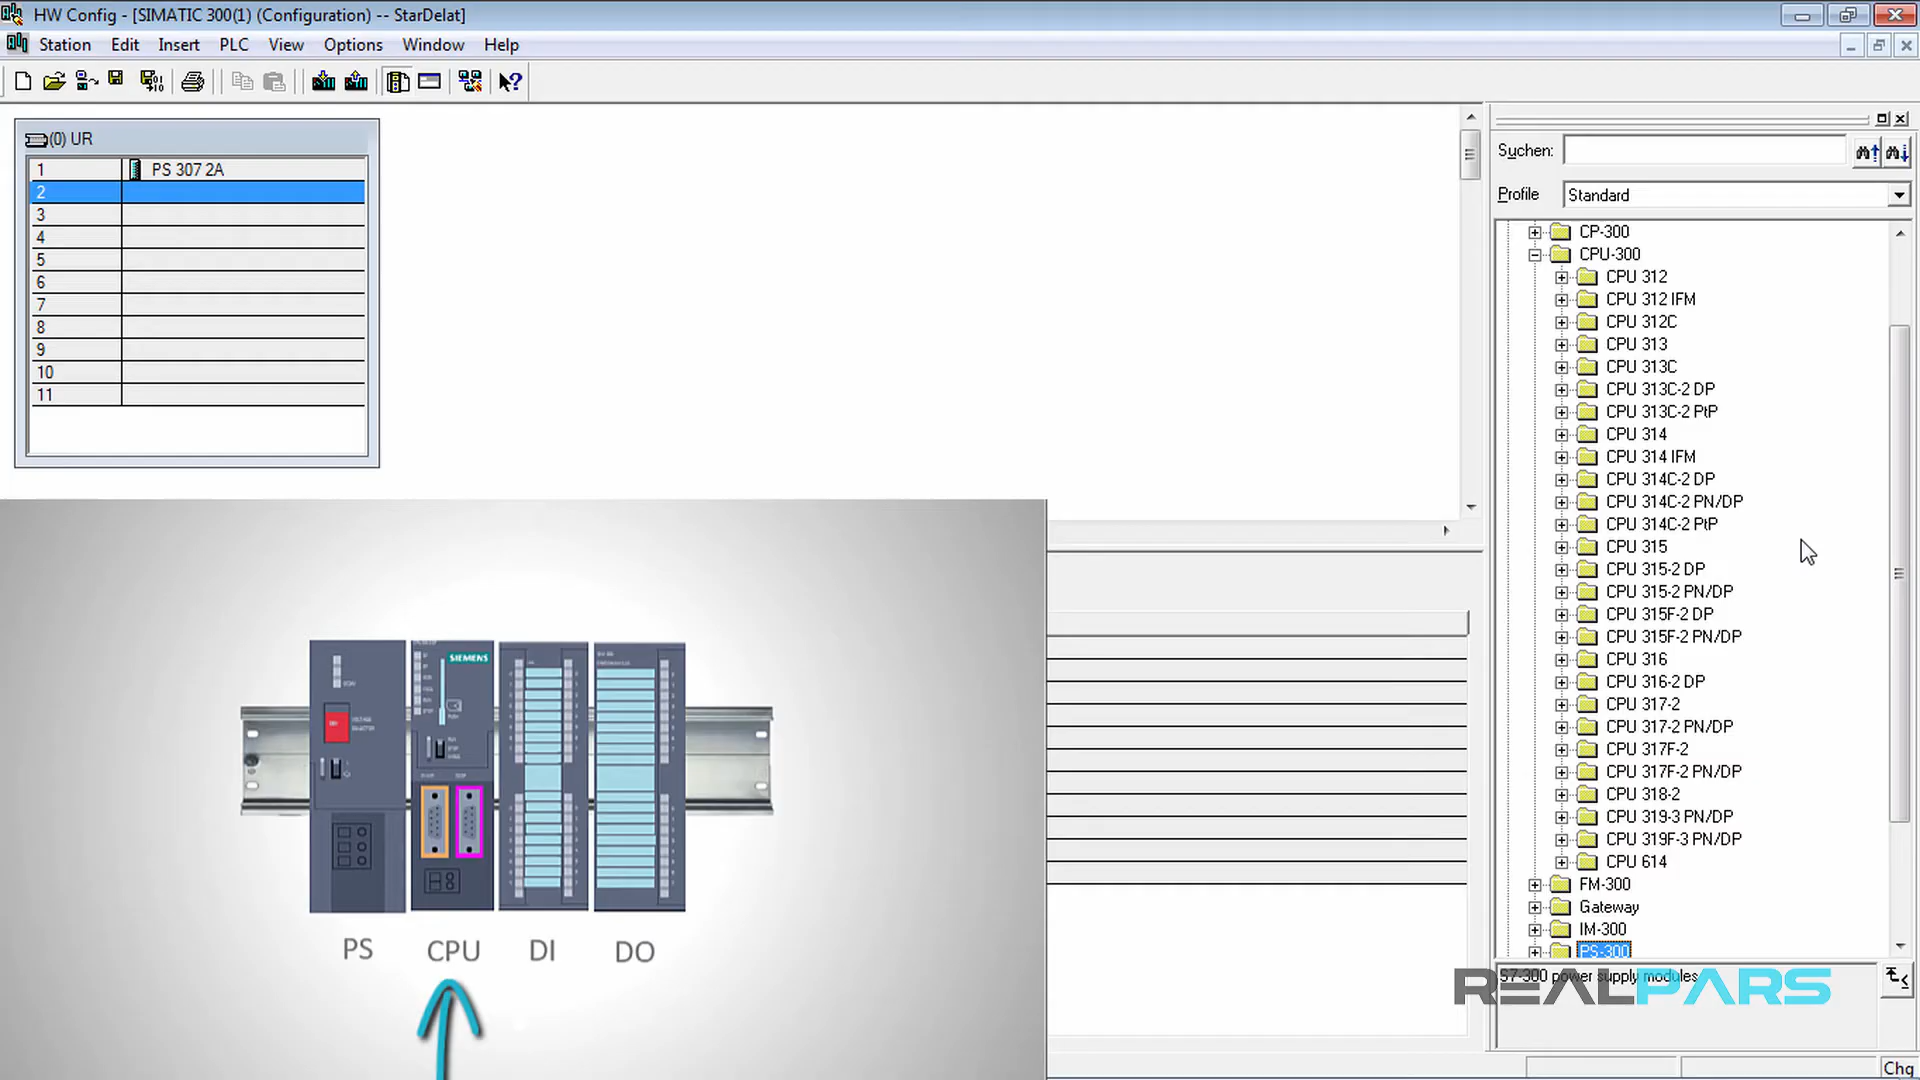 HW Config - [SIMATIC 300(1) (Configuration) -- StarDelat]
Station Edit Insert PLC View Options Window Help
(0) UR
1 PS 307 2A
2
3
4
5
6
7
8
9
10
11
Suchen:
Profile Standard
CP-300
CPU-300
CPU 312
CPU 312 IFM
CPU 312C
CPU 313
CPU 313C
CPU 313C-2 DP
CPU 313C-2 PtP
CPU 314
CPU 314 IFM
CPU 314C-2 DP
CPU 314C-2 PN/DP
CPU 314C-2 PtP
CPU 315
CPU 315-2 DP
CPU 315-2 PN/DP
CPU 315F-2 DP
CPU 315F-2 PN/DP
CPU 316
CPU 316-2 DP
CPU 317-2
CPU 317-2 PN/DP
CPU 317F-2
CPU 317F-2 PN/DP
CPU 318-2
CPU 319-3 PN/DP
CPU 319F-3 PN/DP
CPU 614
FM-300
Gateway
IM-300
PS-300
S7-300 power supply modules
REALPARS
Chg
SIEMENS
PS CPU DI DO